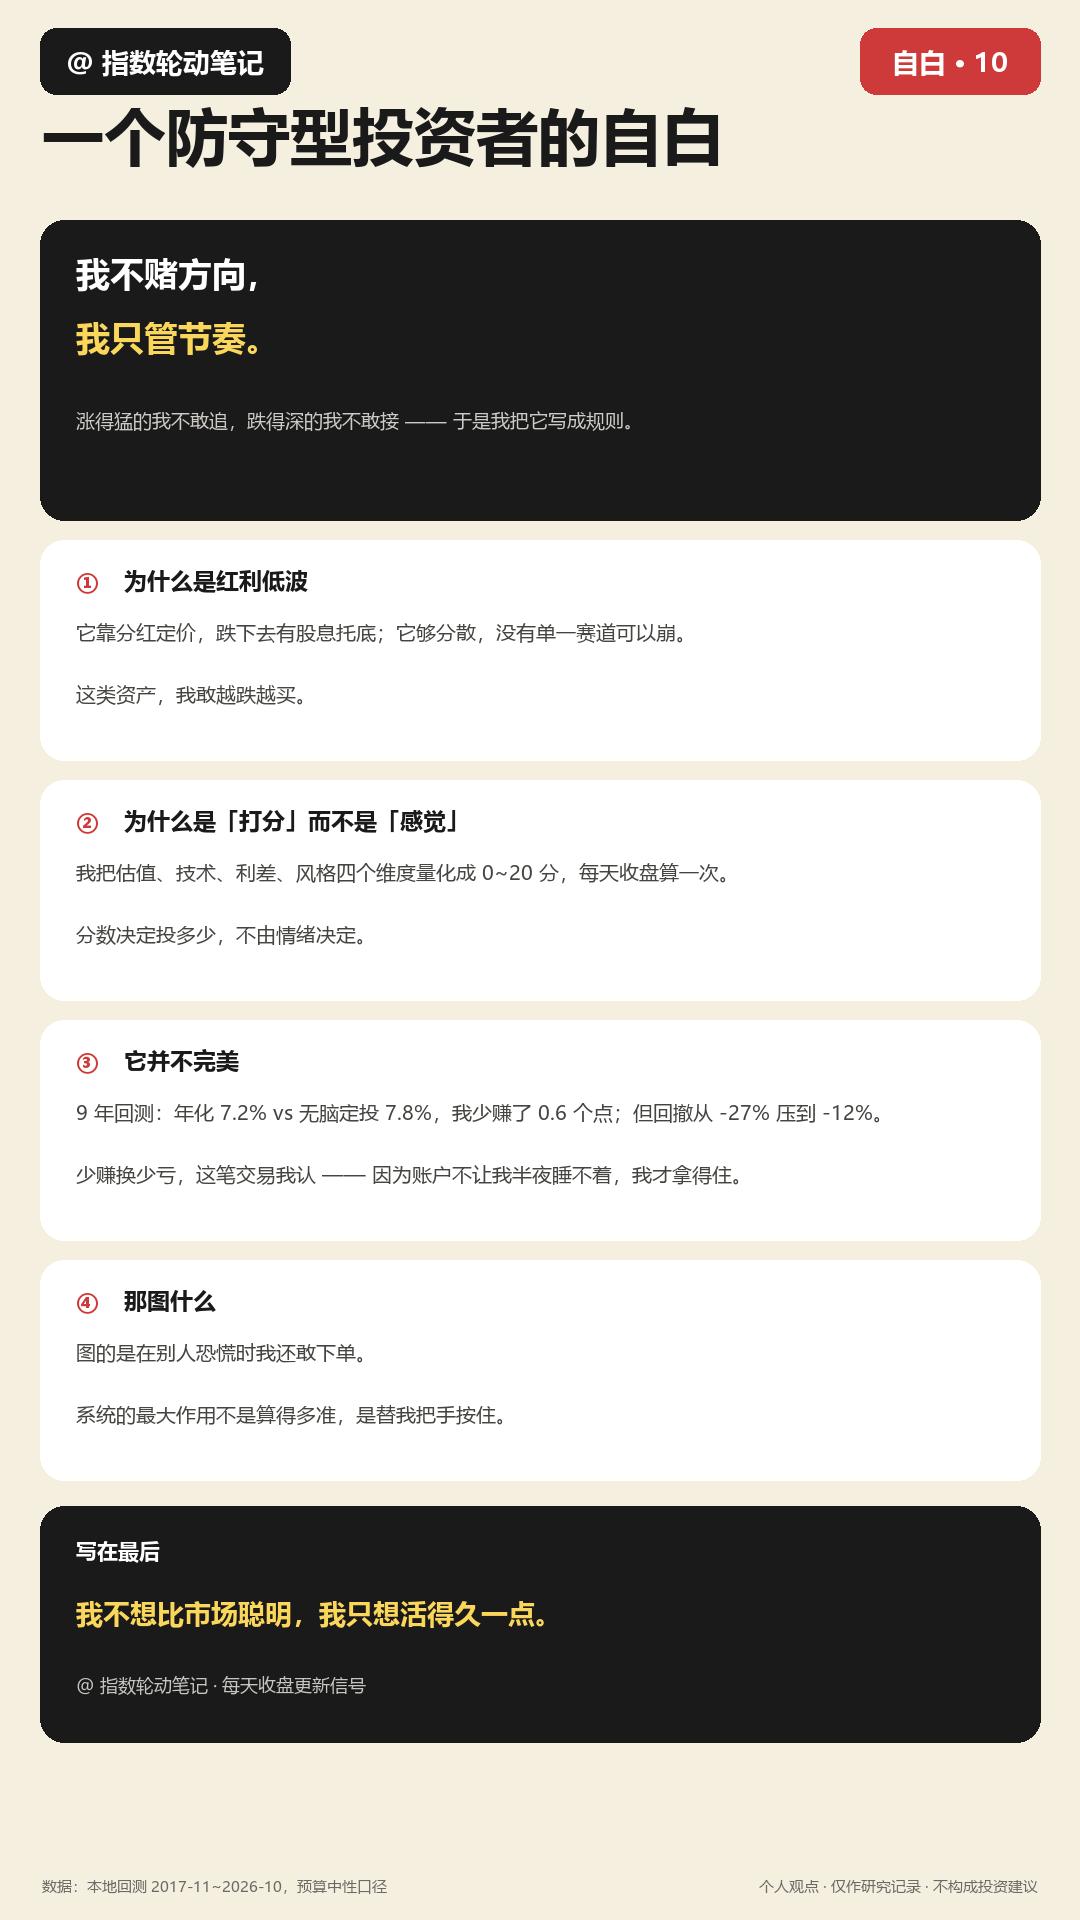 @ 指数轮动笔记
自白 • 10
一个防守型投资者的自白
我不赌方向，
我只管节奏。
涨得猛的我不敢追，跌得深的我不敢接 —— 于是我把它写成规则。
① 为什么是红利低波
它靠分红定价，跌下去有股息托底；它够分散，没有单一赛道可以崩。
这类资产，我敢越跌越买。
② 为什么是「打分」而不是「感觉」
我把估值、技术、利差、风格四个维度量化成 0~20 分，每天收盘算一次。
分数决定投多少，不由情绪决定。
③ 它并不完美
9 年回测：年化 7.2% vs 无脑定投 7.8%，我少赚了 0.6 个点；但回撤从 -27% 压到 -12%。
少赚换少亏，这笔交易我认 —— 因为账户不让我半夜睡不着，我才拿得住。
④ 那图什么
图的是在别人恐慌时我还敢下单。
系统的最大作用不是算得多准，是替我把手按住。
写在最后
我不想比市场聪明，我只想活得久一点。
@ 指数轮动笔记 · 每天收盘更新信号
数据：本地回测 2017-11~2026-10，预算中性口径
个人观点 · 仅作研究记录 · 不构成投资建议